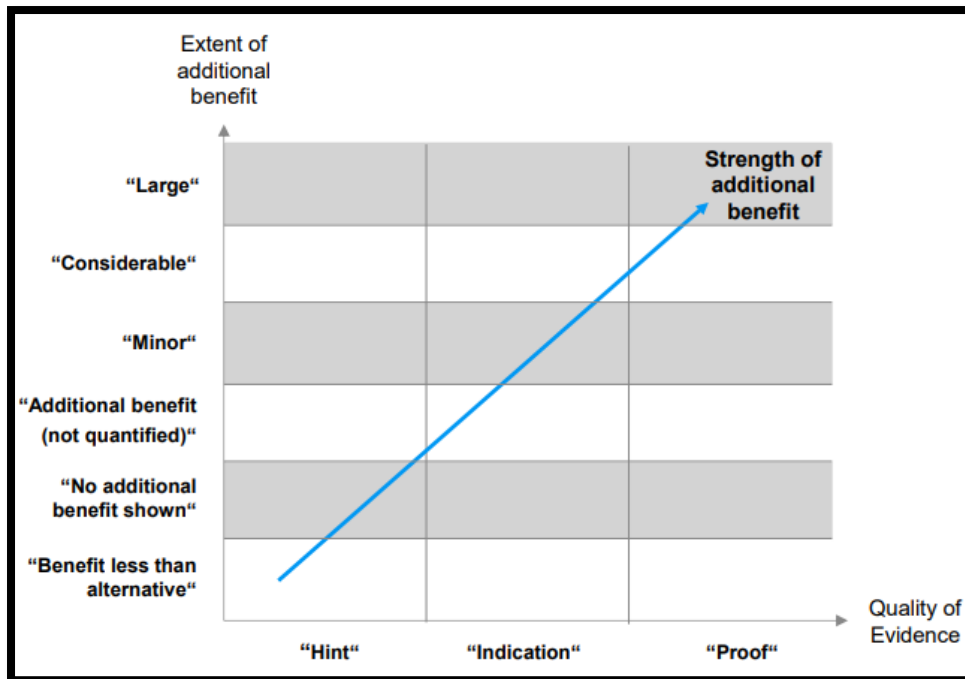 Extent of
additional
benefit
“Large“
“Considerable“
“Minor“
“Additional benefit
(not quantified)“
“No additional
benefit shown“
“Benefit less than
alternative“
Strength of
additional
benefit
“Hint“
“Indication“
“Proof“
Quality of
Evidence